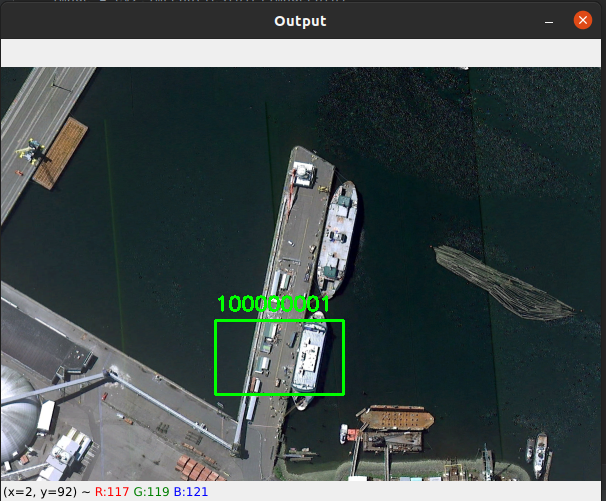 Output
100000001
(x=2, y=92) ~ R:117 G:119 B:121